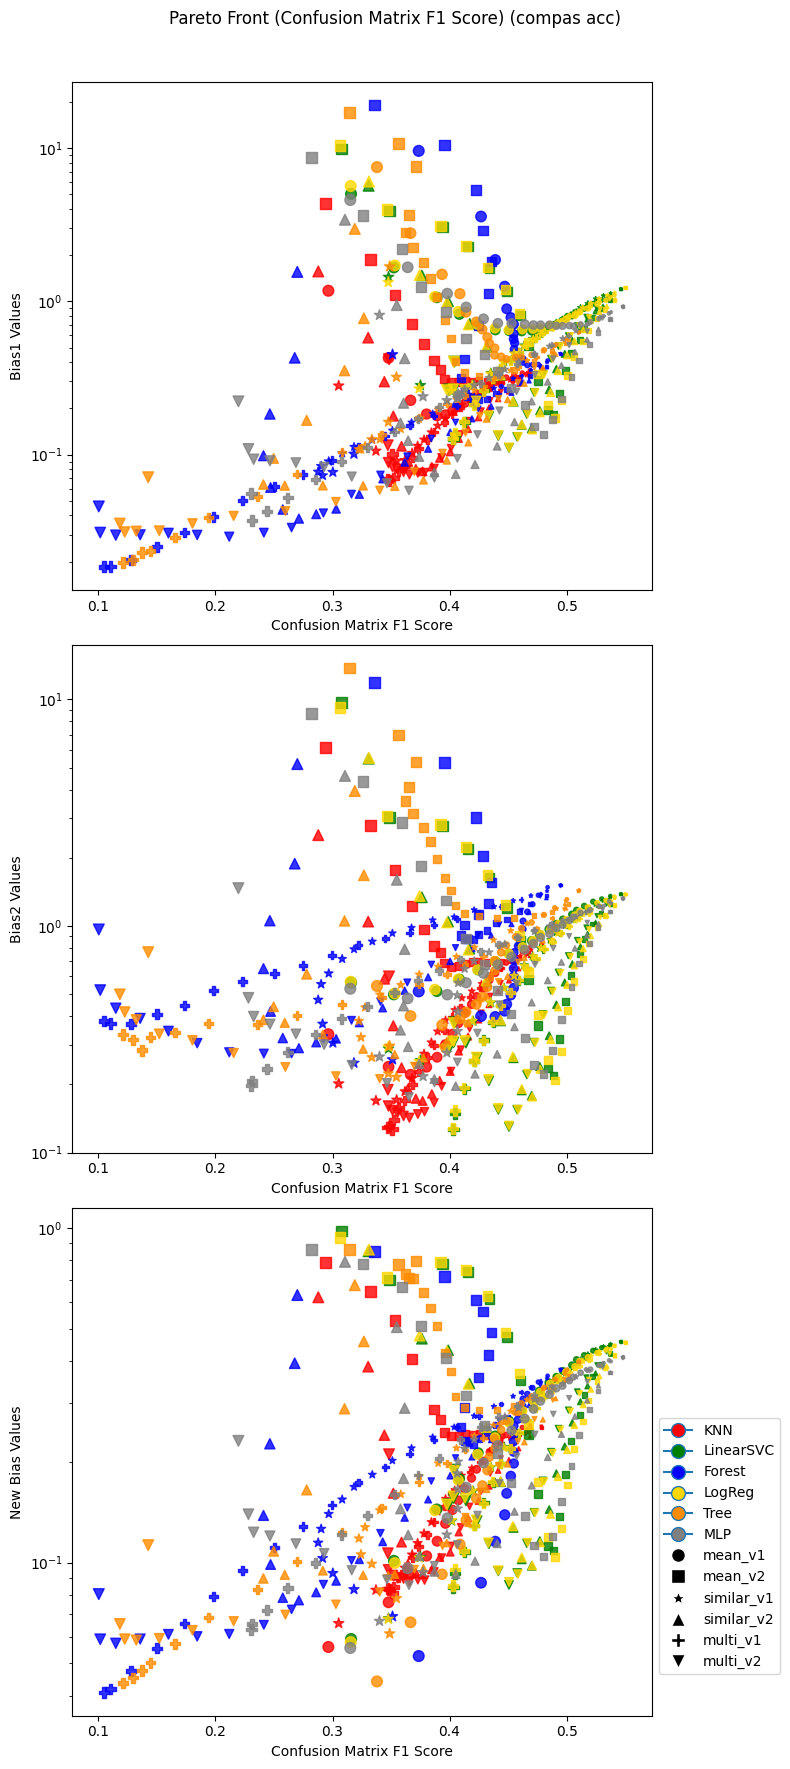 Pareto Front (Confusion Matrix F1 Score) (compas acc)
10¹
10⁰
10⁻¹
Bias1 Values
0.1 0.2 0.3 0.4 0.5
Confusion Matrix F1 Score
10¹
10⁰
10⁻¹
Bias2 Values
0.1 0.2 0.3 0.4 0.5
Confusion Matrix F1 Score
10⁰
10⁻¹
New Bias Values
0.1 0.2 0.3 0.4 0.5
Confusion Matrix F1 Score
KNN
LinearSVC
Forest
LogReg
Tree
MLP
mean_v1
mean_v2
similar_v1
similar_v2
multi_v1
multi_v2